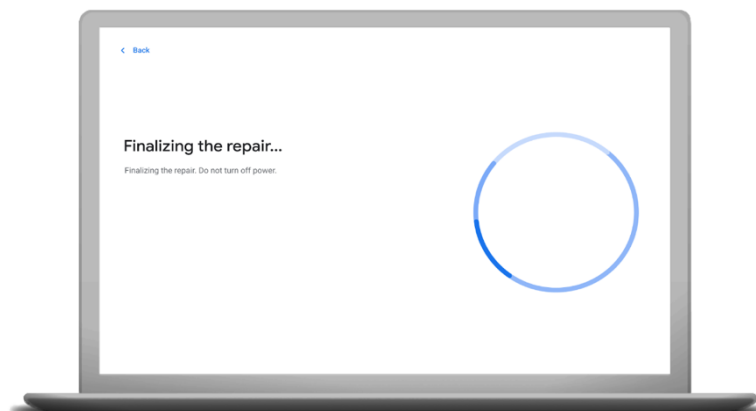 Back
Finalizing the repair...
Finalizing the repair. Do not turn off power.